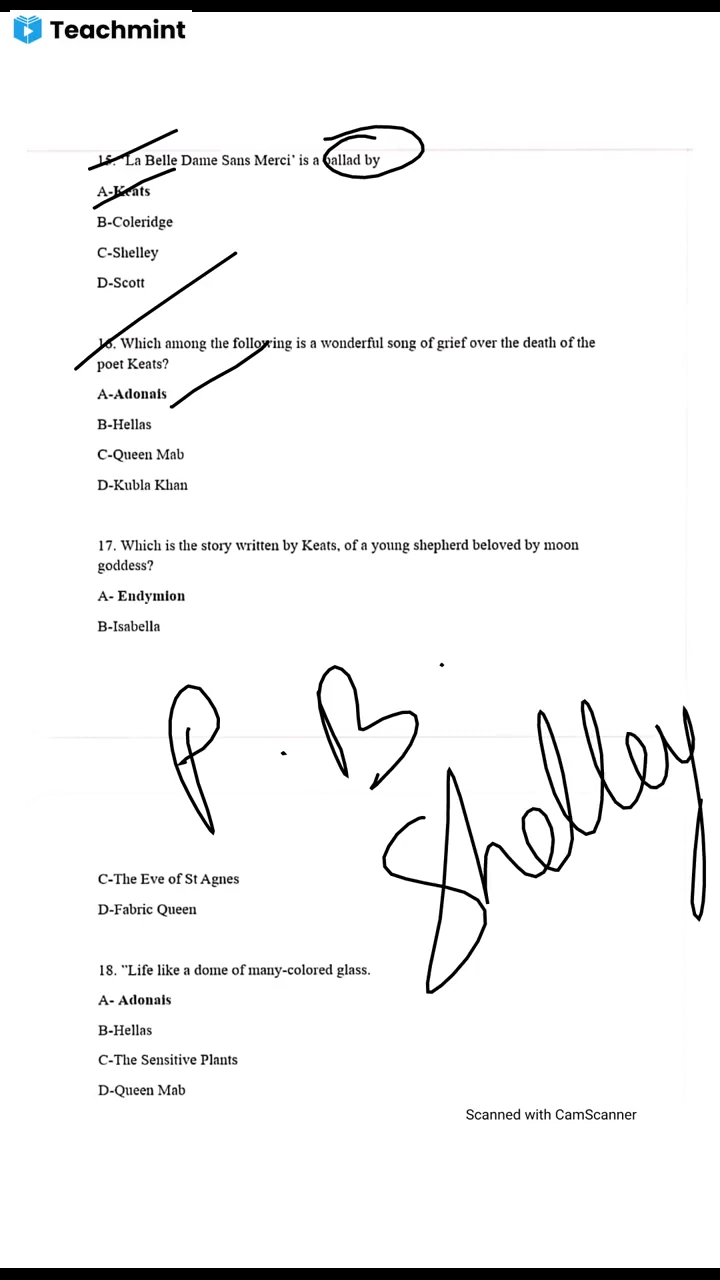 Teachmint
15. 'La Belle Dame Sans Merci' is a ballad by
A-Keats
B-Coleridge
C-Shelley
D-Scott
16. Which among the following is a wonderful song of grief over the death of the
poet Keats?
A-Adonais
B-Hellas
C-Queen Mab
D-Kubla Khan
17. Which is the story written by Keats, of a young shepherd beloved by moon
goddess?
A- Endymion
B-Isabella
P. B. Shelley
C-The Eve of St Agnes
D-Fabric Queen
18. "Life like a dome of many-colored glass.
A- Adonais
B-Hellas
C-The Sensitive Plants
D-Queen Mab
Scanned with CamScanner